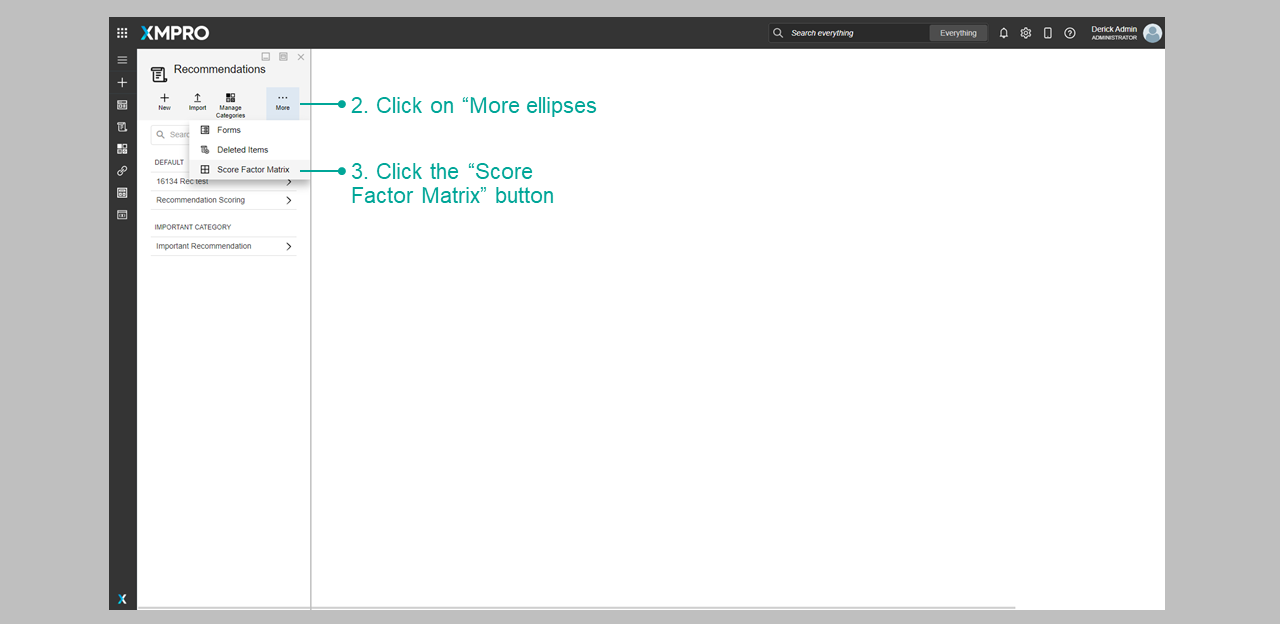 XMPRO
Search everything
Everything
Derick Admin
ADMINISTRATOR
Recommendations
New
Import
Manage
Categories
More
2. Click on “More ellipses
Forms
Deleted Items
Score Factor Matrix
3. Click the “Score
Factor Matrix” button
DEFAULT
16134 Rec test
Recommendation Scoring
IMPORTANT CATEGORY
Important Recommendation
X